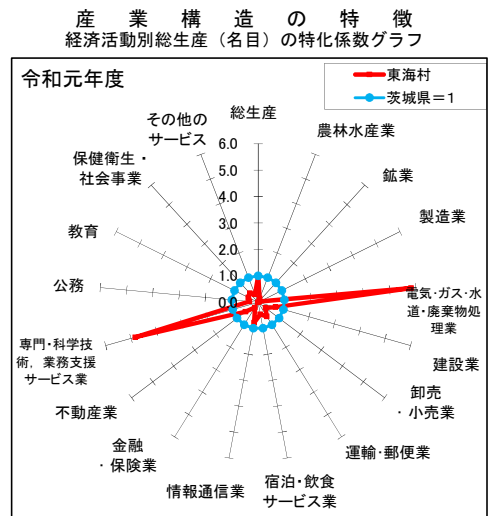 産業構造の特徴
経済活動別総生産（名目）の特化係数グラフ
令和元年度
東海村
茨城県＝1
総生産
農林水産業
鉱業
製造業
電気・ガス・水
道・廃棄物処
理業
建設業
卸売
・小売業
運輸・郵便業
宿泊・飲食
サービス業
情報通信業
金融
・保険業
不動産業
専門・科学技
術，業務支援
サービス業
公務
教育
保健衛生・
社会事業
その他の
サービス
6.0
5.0
4.0
3.0
2.0
1.0
0.0